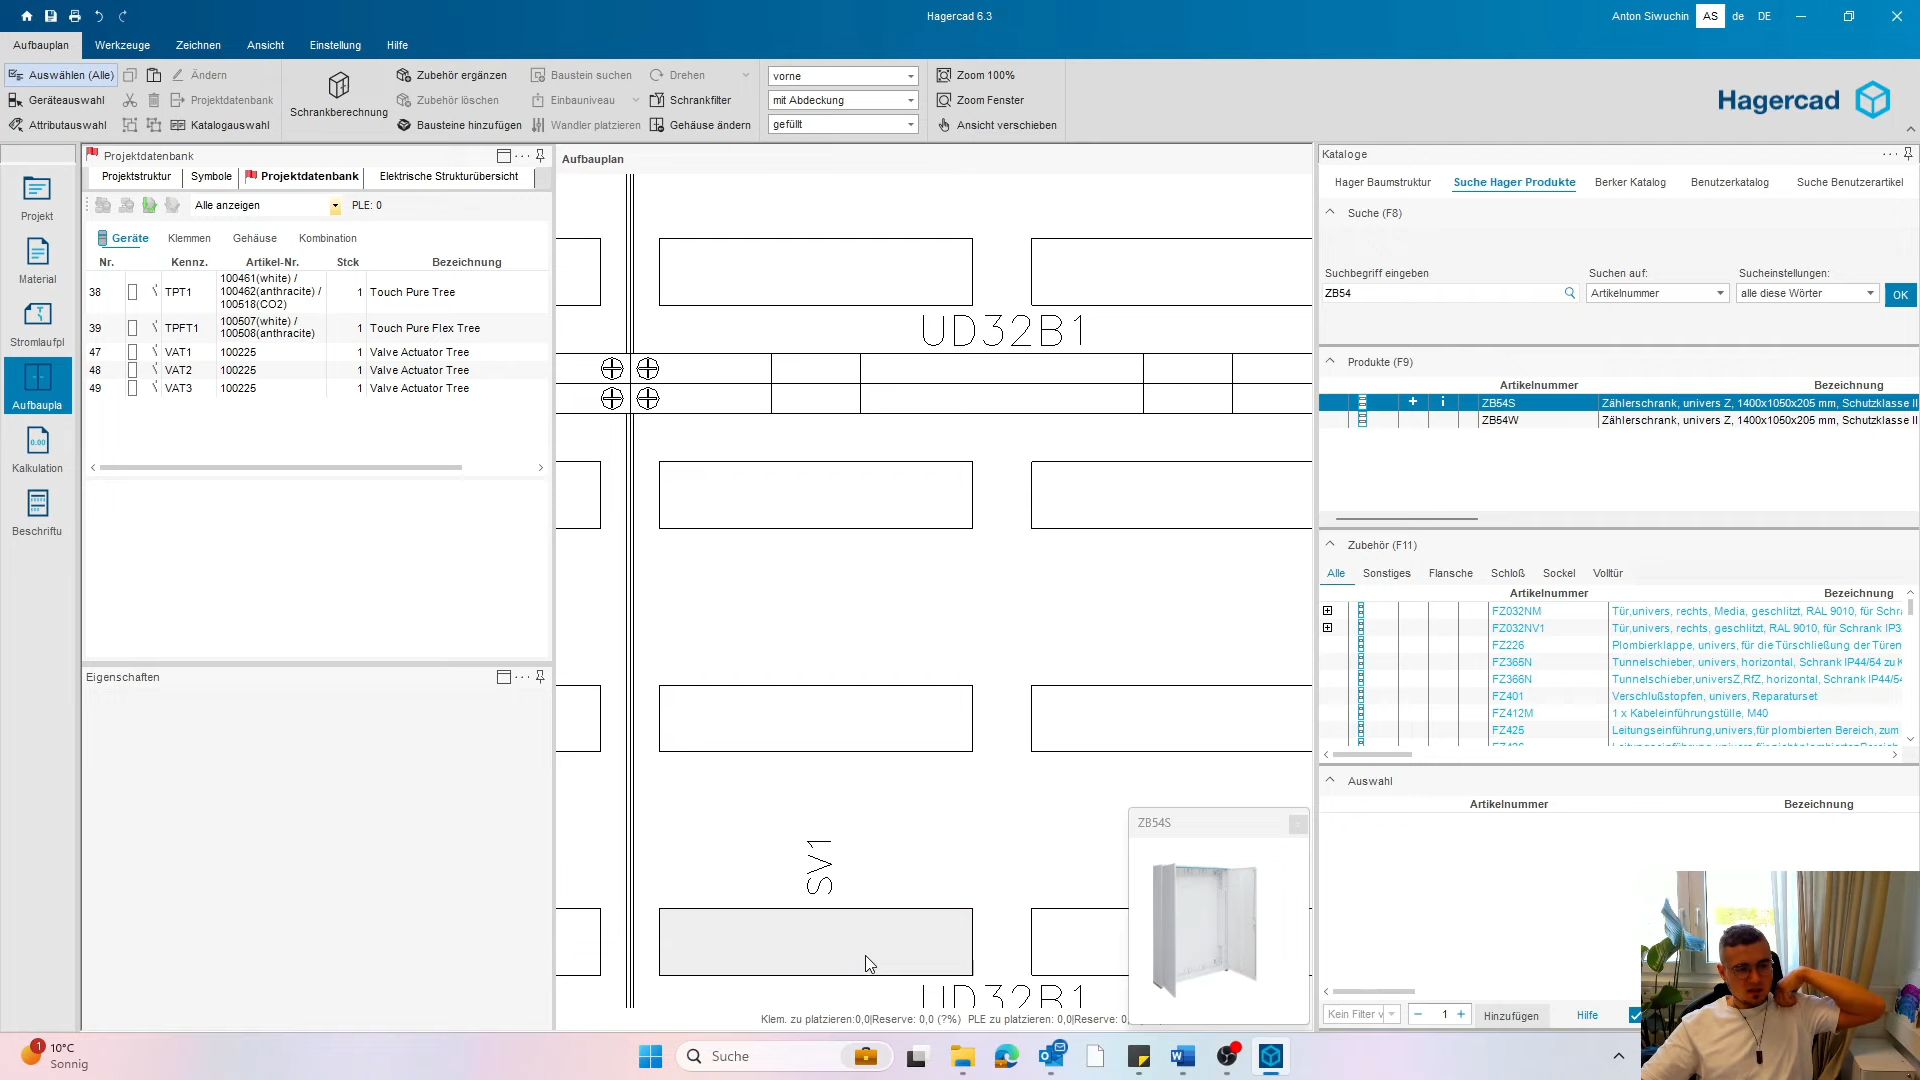 Hagercad 6.3
Anton Siwuchin AS de DE
Aufbauplan Werkzeuge Zeichnen Ansicht Einstellung Hilfe
Auswählen (Alle)
Geräteauswahl
Attributauswahl
Ändern
Projektdatenbank
Katalogauswahl
Schrankberechnung
Zubehör ergänzen
Zubehör löschen
Bausteine hinzufügen
Baustein suchen
Einbauniveau
Wandler platzieren
Drehen
Schrankfilter
Gehäuse ändern
vorne
mit Abdeckung
gefüllt
Zoom 100%
Zoom Fenster
Ansicht verschieben
Hagercad
Projekt
Material
Stromlaufpl
Aufbaupla
Kalkulation
Beschriftu
Projektdatenbank
Projektstruktur Symbole Projektdatenbank Elektrische Strukturübersicht
Alle anzeigen PLE: 0
Geräte Klemmen Gehäuse Kombination
Nr. Kennz. Artikel-Nr. Stck Bezeichnung
38 TPT1 100461(white) / 100462(anthracite) / 100518(CO2) 1 Touch Pure Tree
39 TPFT1 100507(white) / 100508(anthracite) 1 Touch Pure Flex Tree
47 VAT1 100225 1 Valve Actuator Tree
48 VAT2 100225 1 Valve Actuator Tree
49 VAT3 100225 1 Valve Actuator Tree
Eigenschaften
Aufbauplan
UD32B1
SV1
UD32B1
ZB54S
Klem. zu platzieren:0,0|Reserve: 0,0 (?%) PLE zu platzieren: 0,0|Reserve: 0,
Kataloge
Hager Baumstruktur Suche Hager Produkte Berker Katalog Benutzerkatalog Suche Benutzerartikel
Suche (F8)
Suchbegriff eingeben Suchen auf: Sucheinstellungen:
ZB54 Artikelnummer alle diese Wörter OK
Produkte (F9)
Artikelnummer Bezeichnung
+ i ZB54S Zählerschrank, univers Z, 1400x1050x205 mm, Schutzklasse II
ZB54W Zählerschrank, univers Z, 1400x1050x205 mm, Schutzklasse II
Zubehör (F11)
Alle Sonstiges Flansche Schloß Sockel Volltür
Artikelnummer Bezeichnung
FZ032NM Tür,univers, rechts, Media, geschlitzt, RAL 9010, für Schra
FZ032NV1 Tür,univers, rechts, geschlitzt, RAL 9010, für Schrank IP3
FZ226 Plombierklappe, univers, für die Türschließung der Türen
FZ365N Tunnelschieber, univers, horizontal, Schrank IP44/54 zu K
FZ366N Tunnelschieber,universZ,RfZ, horizontal, Schrank IP44/54
FZ401 Verschlußstopfen, univers, Reparaturset
FZ412M 1 x Kabeleinführungstülle, M40
FZ425 Leitungseinführung,univers,für plombierten Bereich, zum
Auswahl
Artikelnummer Bezeichnung
Kein Filter v − 1 + Hinzufügen Hilfe
1 10°C
Sonnig
Suche